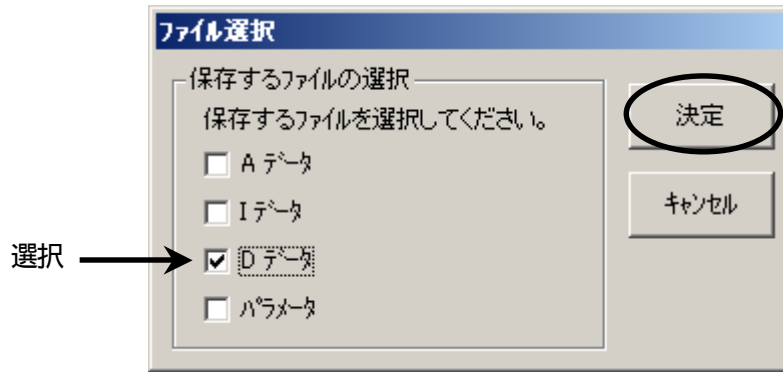 ファイル選択
保存するファイルの選択
保存するファイルを選択してください。
決定
A データ
I データ
キャンセル
選択
D データ
パラメータ